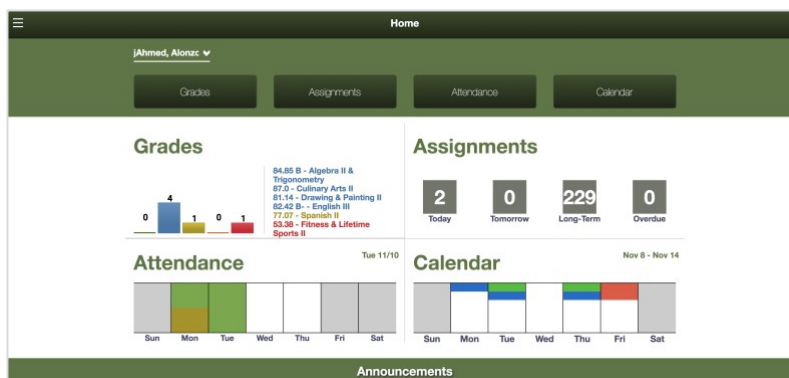 Home
jAhmed, Alonzc
Grades
Assignments
Attendance
Calendar
Grades
0
4
1
0
1
84.85 B - Algebra II &
Trigonometry
87.0 - Culinary Arts II
81.14 - Drawing & Painting II
82.42 B- - English III
77.07 - Spanish II
53.38 - Fitness & Lifetime
Sports II
Assignments
2
0
229
0
Today
Tomorrow
Long-Term
Overdue
Attendance
Tue 11/10
Sun Mon Tue Wed Thu Fri Sat
Calendar
Nov 8 - Nov 14
Sun Mon Tue Wed Thu Fri Sat
Announcements